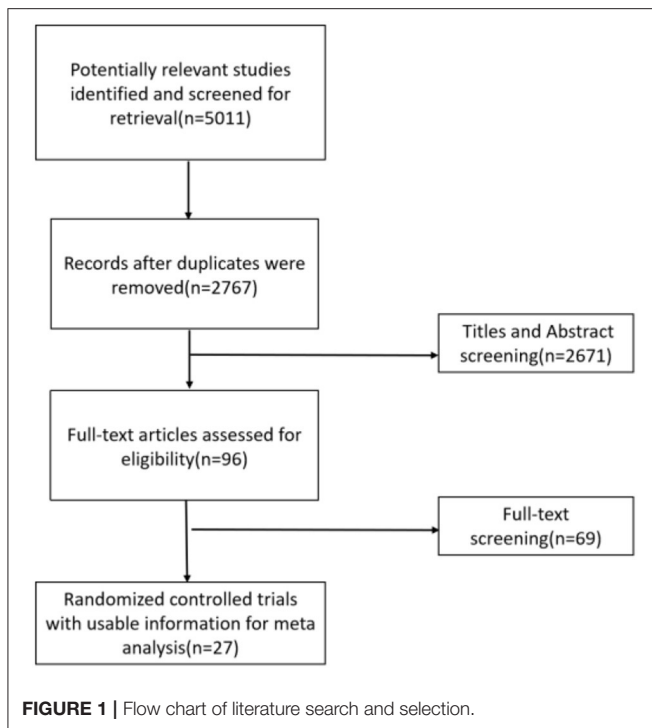 Potentially relevant studies
identified and screened for
retrieval(n=5011)
Records after duplicates were
removed(n=2767)
Titles and Abstract
screening(n=2671)
Full-text articles assessed for
eligibility(n=96)
Full-text
screening(n=69)
Randomized controlled trials
with usable information for meta
analysis(n=27)
FIGURE 1 | Flow chart of literature search and selection.